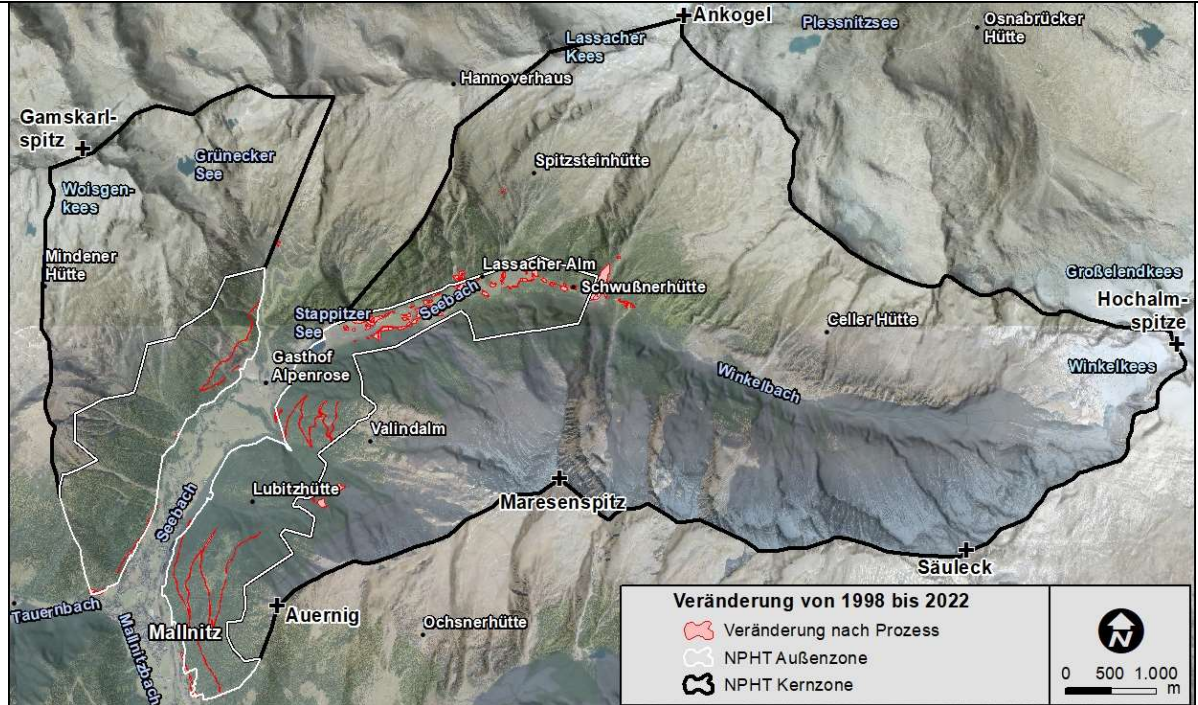 Ankogel
Plessnitzsee
Osnabrücker
Hütte
Lassacher
Kees
Hannoverhaus
Gamskarl-
spitz
Grünecker
See
Spitzsteinhütte
Woisgen-
kees
Mindener
Hütte
Lassacher-Alm
Schwußnerhütte
Seebach
Stappitzer
See
Großelendkees
Hochalm-
spitze
Celler Hütte
Gasthof
Alpenrose
Winkelbach
Winkelkees
Valindalm
Lubitzhütte
Seebach
Maresenspitz
Säuleck
Tauernbach
Mallnitz
Mallnitzbach
Auernig
Ochsnerhütte
Veränderung von 1998 bis 2022
Veränderung nach Prozess
NPHT Außenzone
NPHT Kernzone
N
0 500 1.000
m